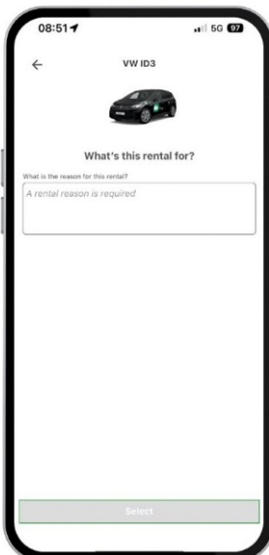 08:51
5G 97
VW ID3
What's this rental for?
What is the reason for this rental?
A rental reason is required
Select